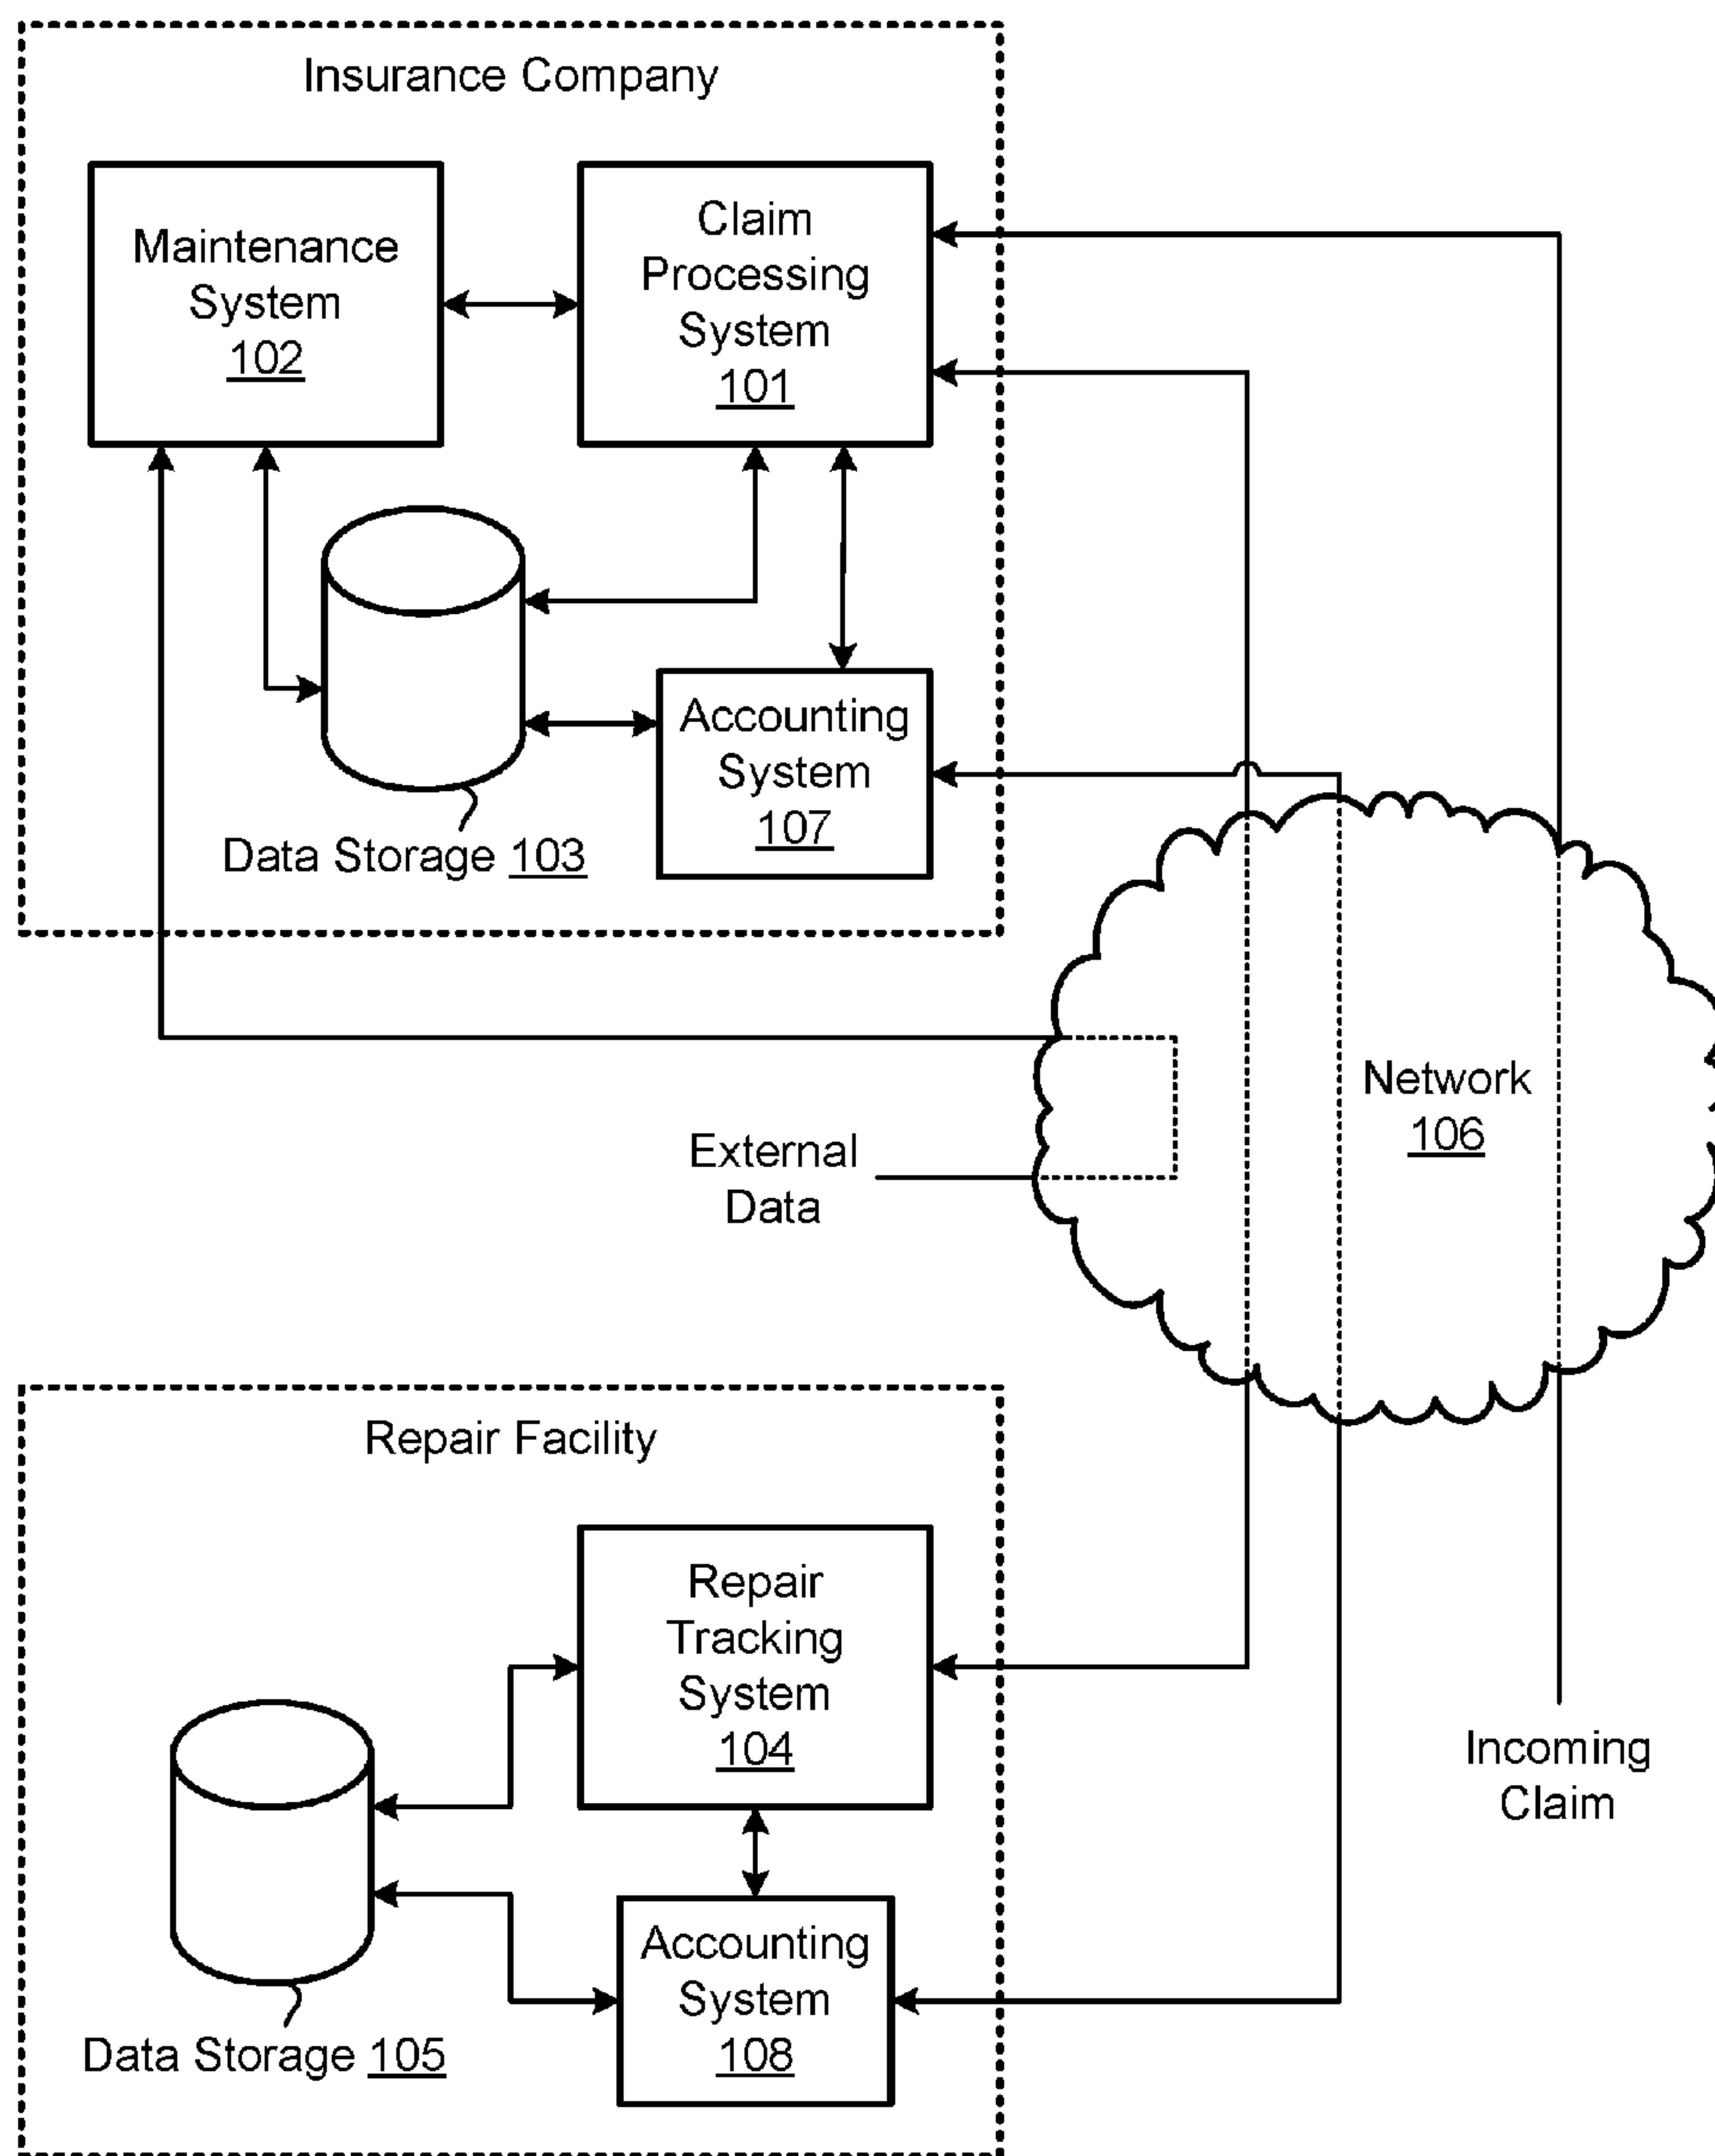 Insurance Company
Maintenance
System
102
Claim
Processing
System
101
Accounting
System
107
Data Storage 103
Network
106
External
Data
Repair Facility
Repair
Tracking
System
104
Incoming
Claim
Accounting
System
108
Data Storage 105